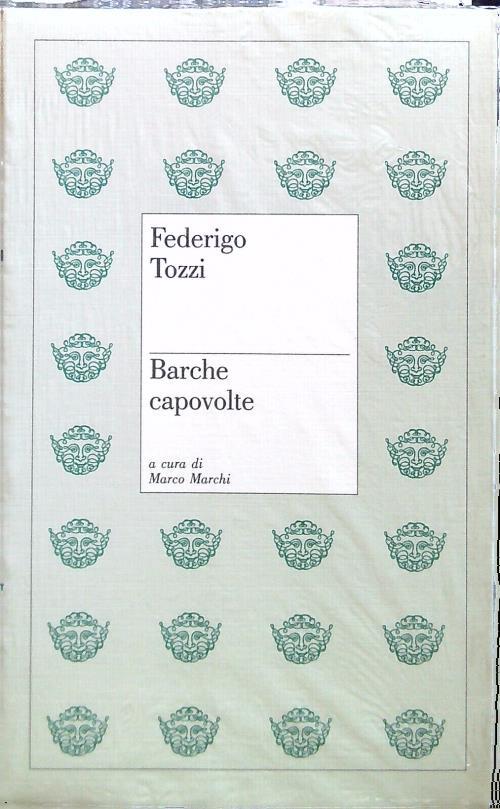 Federigo
Tozzi
Barche
capovolte
a cura di
Marco Marchi